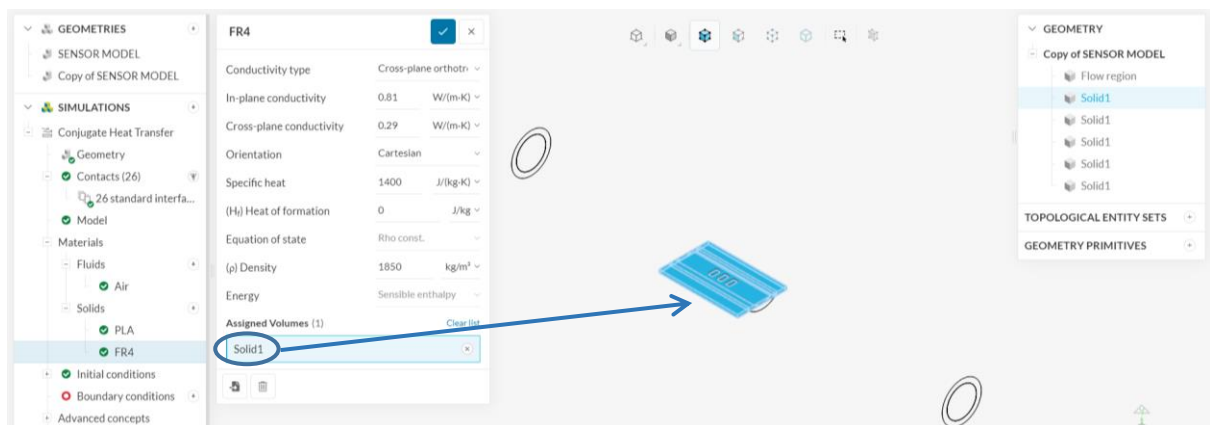 GEOMETRIES
SENSOR MODEL
Copy of SENSOR MODEL
SIMULATIONS
Conjugate Heat Transfer
Geometry
Contacts (26)
26 standard interfa...
Model
Materials
Fluids
Air
Solids
PLA
FR4
Initial conditions
Boundary conditions
Advanced concepts
FR4
Conductivity type Cross-plane orthotr
In-plane conductivity 0.81 W/(m·K)
Cross-plane conductivity 0.29 W/(m·K)
Orientation Cartesian
Specific heat 1400 J/(kg·K)
(Hf) Heat of formation 0 J/kg
Equation of state Rho const.
(ρ) Density 1850 kg/m³
Energy Sensible enthalpy
Assigned Volumes (1) Clear list
Solid1
GEOMETRY
Copy of SENSOR MODEL
Flow region
Solid1
Solid1
Solid1
Solid1
Solid1
TOPOLOGICAL ENTITY SETS
GEOMETRY PRIMITIVES